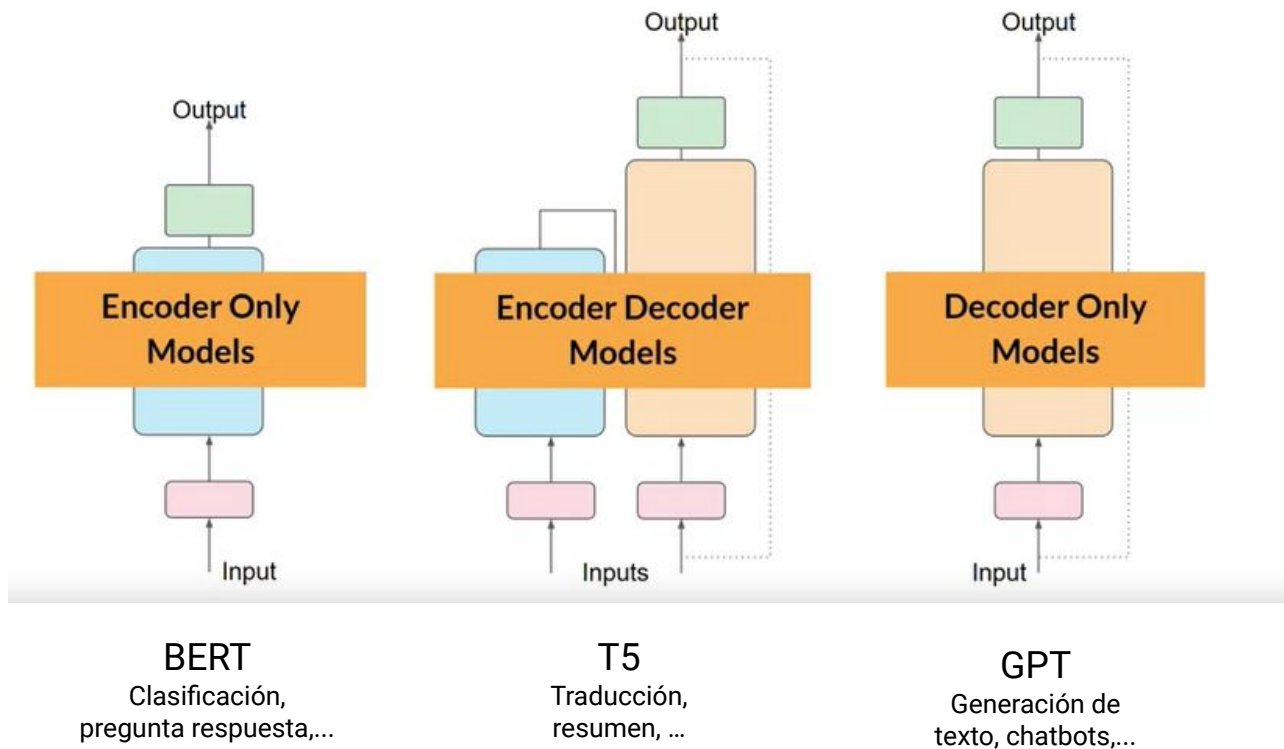 Output
Encoder Only
Models
Input
BERT
Clasificación,
pregunta respuesta,...
Output
Encoder Decoder
Models
Inputs
T5
Traducción,
resumen, ...
Output
Decoder Only
Models
Input
GPT
Generación de
texto, chatbots,...